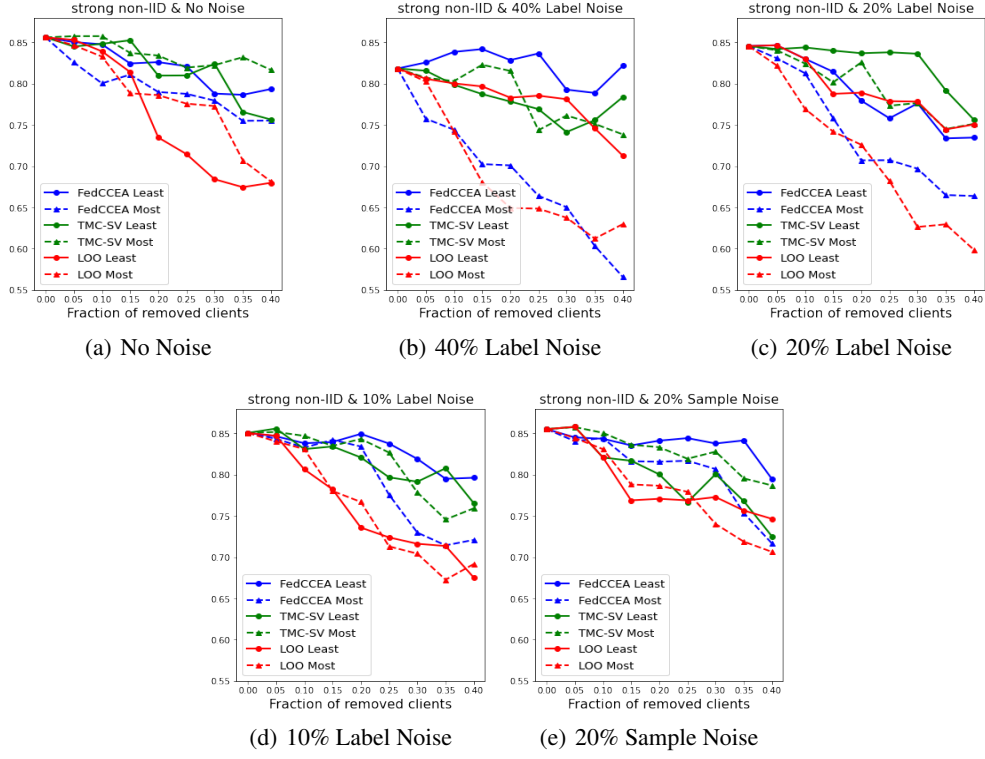 strong non-IID & No Noise
0.85
0.80
0.75
0.70
0.65
0.60
0.55
FedCCEA Least
FedCCEA Most
TMC-SV Least
TMC-SV Most
LOO Least
LOO Most
0.00 0.05 0.10 0.15 0.20 0.25 0.30 0.35 0.40
Fraction of removed clients
(a) No Noise
strong non-IID & 40% Label Noise
0.85
0.80
0.75
0.70
0.65
0.60
0.55
FedCCEA Least
FedCCEA Most
TMC-SV Least
TMC-SV Most
LOO Least
LOO Most
0.00 0.05 0.10 0.15 0.20 0.25 0.30 0.35 0.40
Fraction of removed clients
(b) 40% Label Noise
strong non-IID & 20% Label Noise
0.85
0.80
0.75
0.70
0.65
0.60
0.55
FedCCEA Least
FedCCEA Most
TMC-SV Least
TMC-SV Most
LOO Least
LOO Most
0.00 0.05 0.10 0.15 0.20 0.25 0.30 0.35 0.40
Fraction of removed clients
(c) 20% Label Noise
strong non-IID & 10% Label Noise
0.85
0.80
0.75
0.70
0.65
0.60
0.55
FedCCEA Least
FedCCEA Most
TMC-SV Least
TMC-SV Most
LOO Least
LOO Most
0.00 0.05 0.10 0.15 0.20 0.25 0.30 0.35 0.40
Fraction of removed clients
(d) 10% Label Noise
strong non-IID & 20% Sample Noise
0.85
0.80
0.75
0.70
0.65
0.60
0.55
FedCCEA Least
FedCCEA Most
TMC-SV Least
TMC-SV Most
LOO Least
LOO Most
0.00 0.05 0.10 0.15 0.20 0.25 0.30 0.35 0.40
Fraction of removed clients
(e) 20% Sample Noise